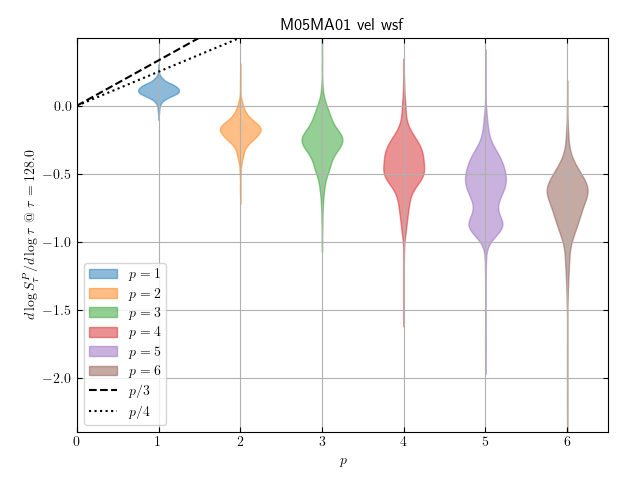 M05MA01 vel wsf
d log S_τ^P / d log τ @ τ = 128.0
0.0
−0.5
−1.0
−1.5
−2.0
p = 1
p = 2
p = 3
p = 4
p = 5
p = 6
p/3
p/4
0 1 2 3 4 5 6
p